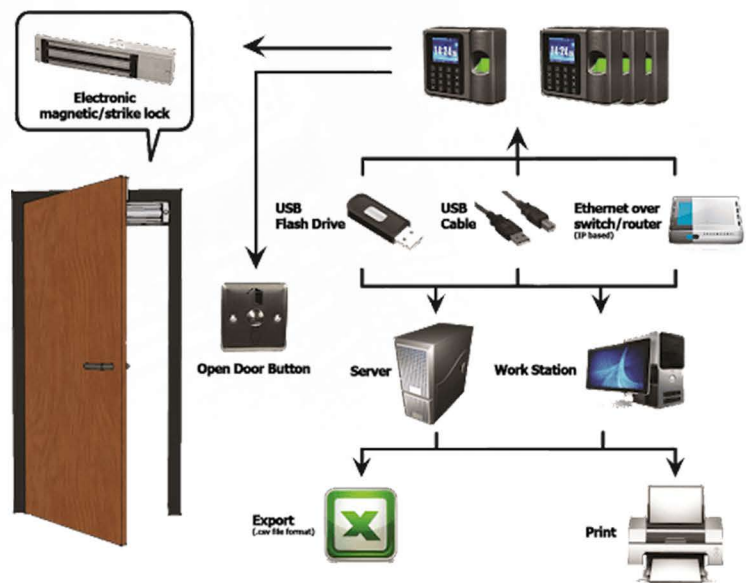 14:24
14:24
Electronic
magnetic/strike lock
USB
Flash Drive
USB
Cable
Ethernet over
switch/router
(IP based)
Open Door Button
Server
Work Station
Export
(.csv file format)
X
Print